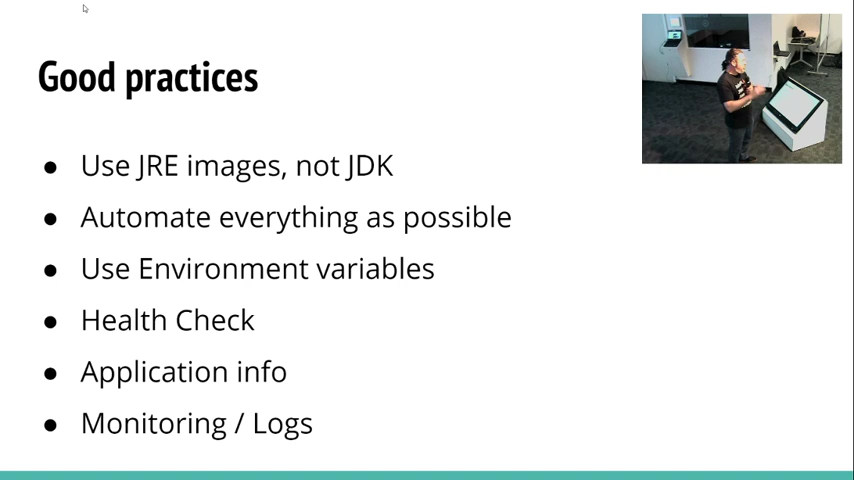 Good practices
● Use JRE images, not JDK
● Automate everything as possible
● Use Environment variables
● Health Check
● Application info
● Monitoring / Logs